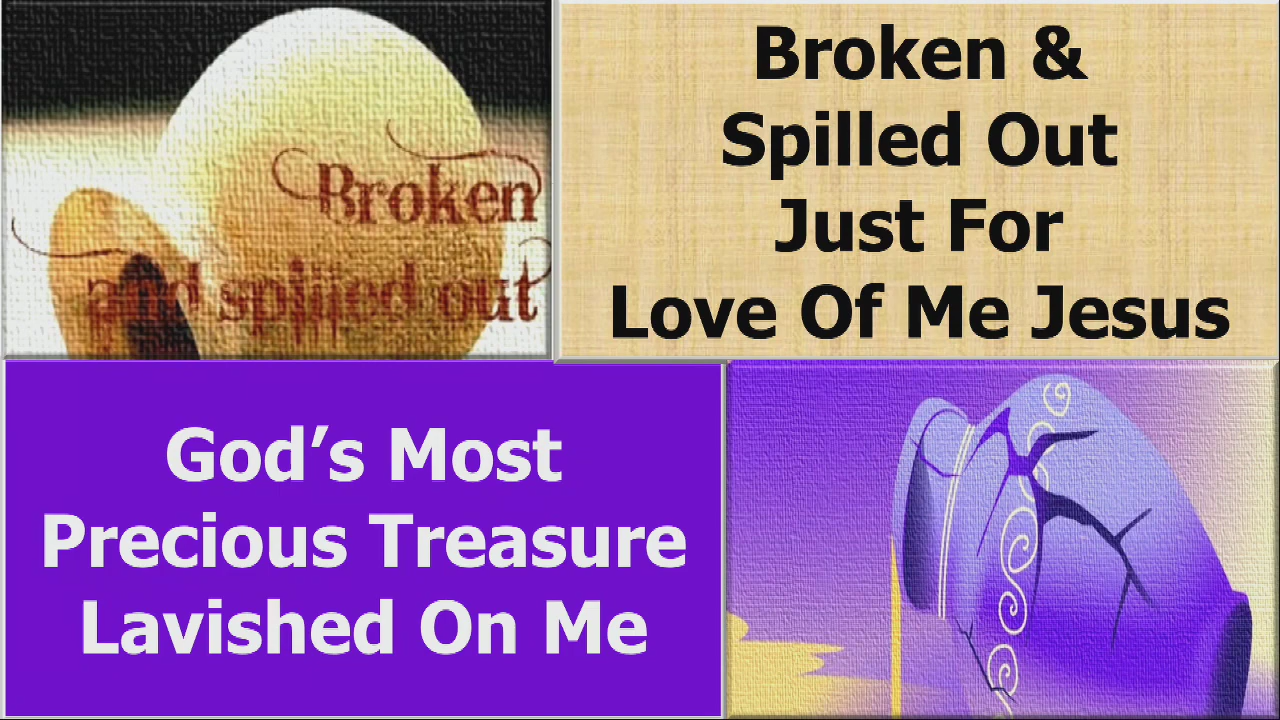 Broken
and spilled out
Broken &
Spilled Out
Just For
Love Of Me Jesus
God’s Most
Precious Treasure
Lavished On Me